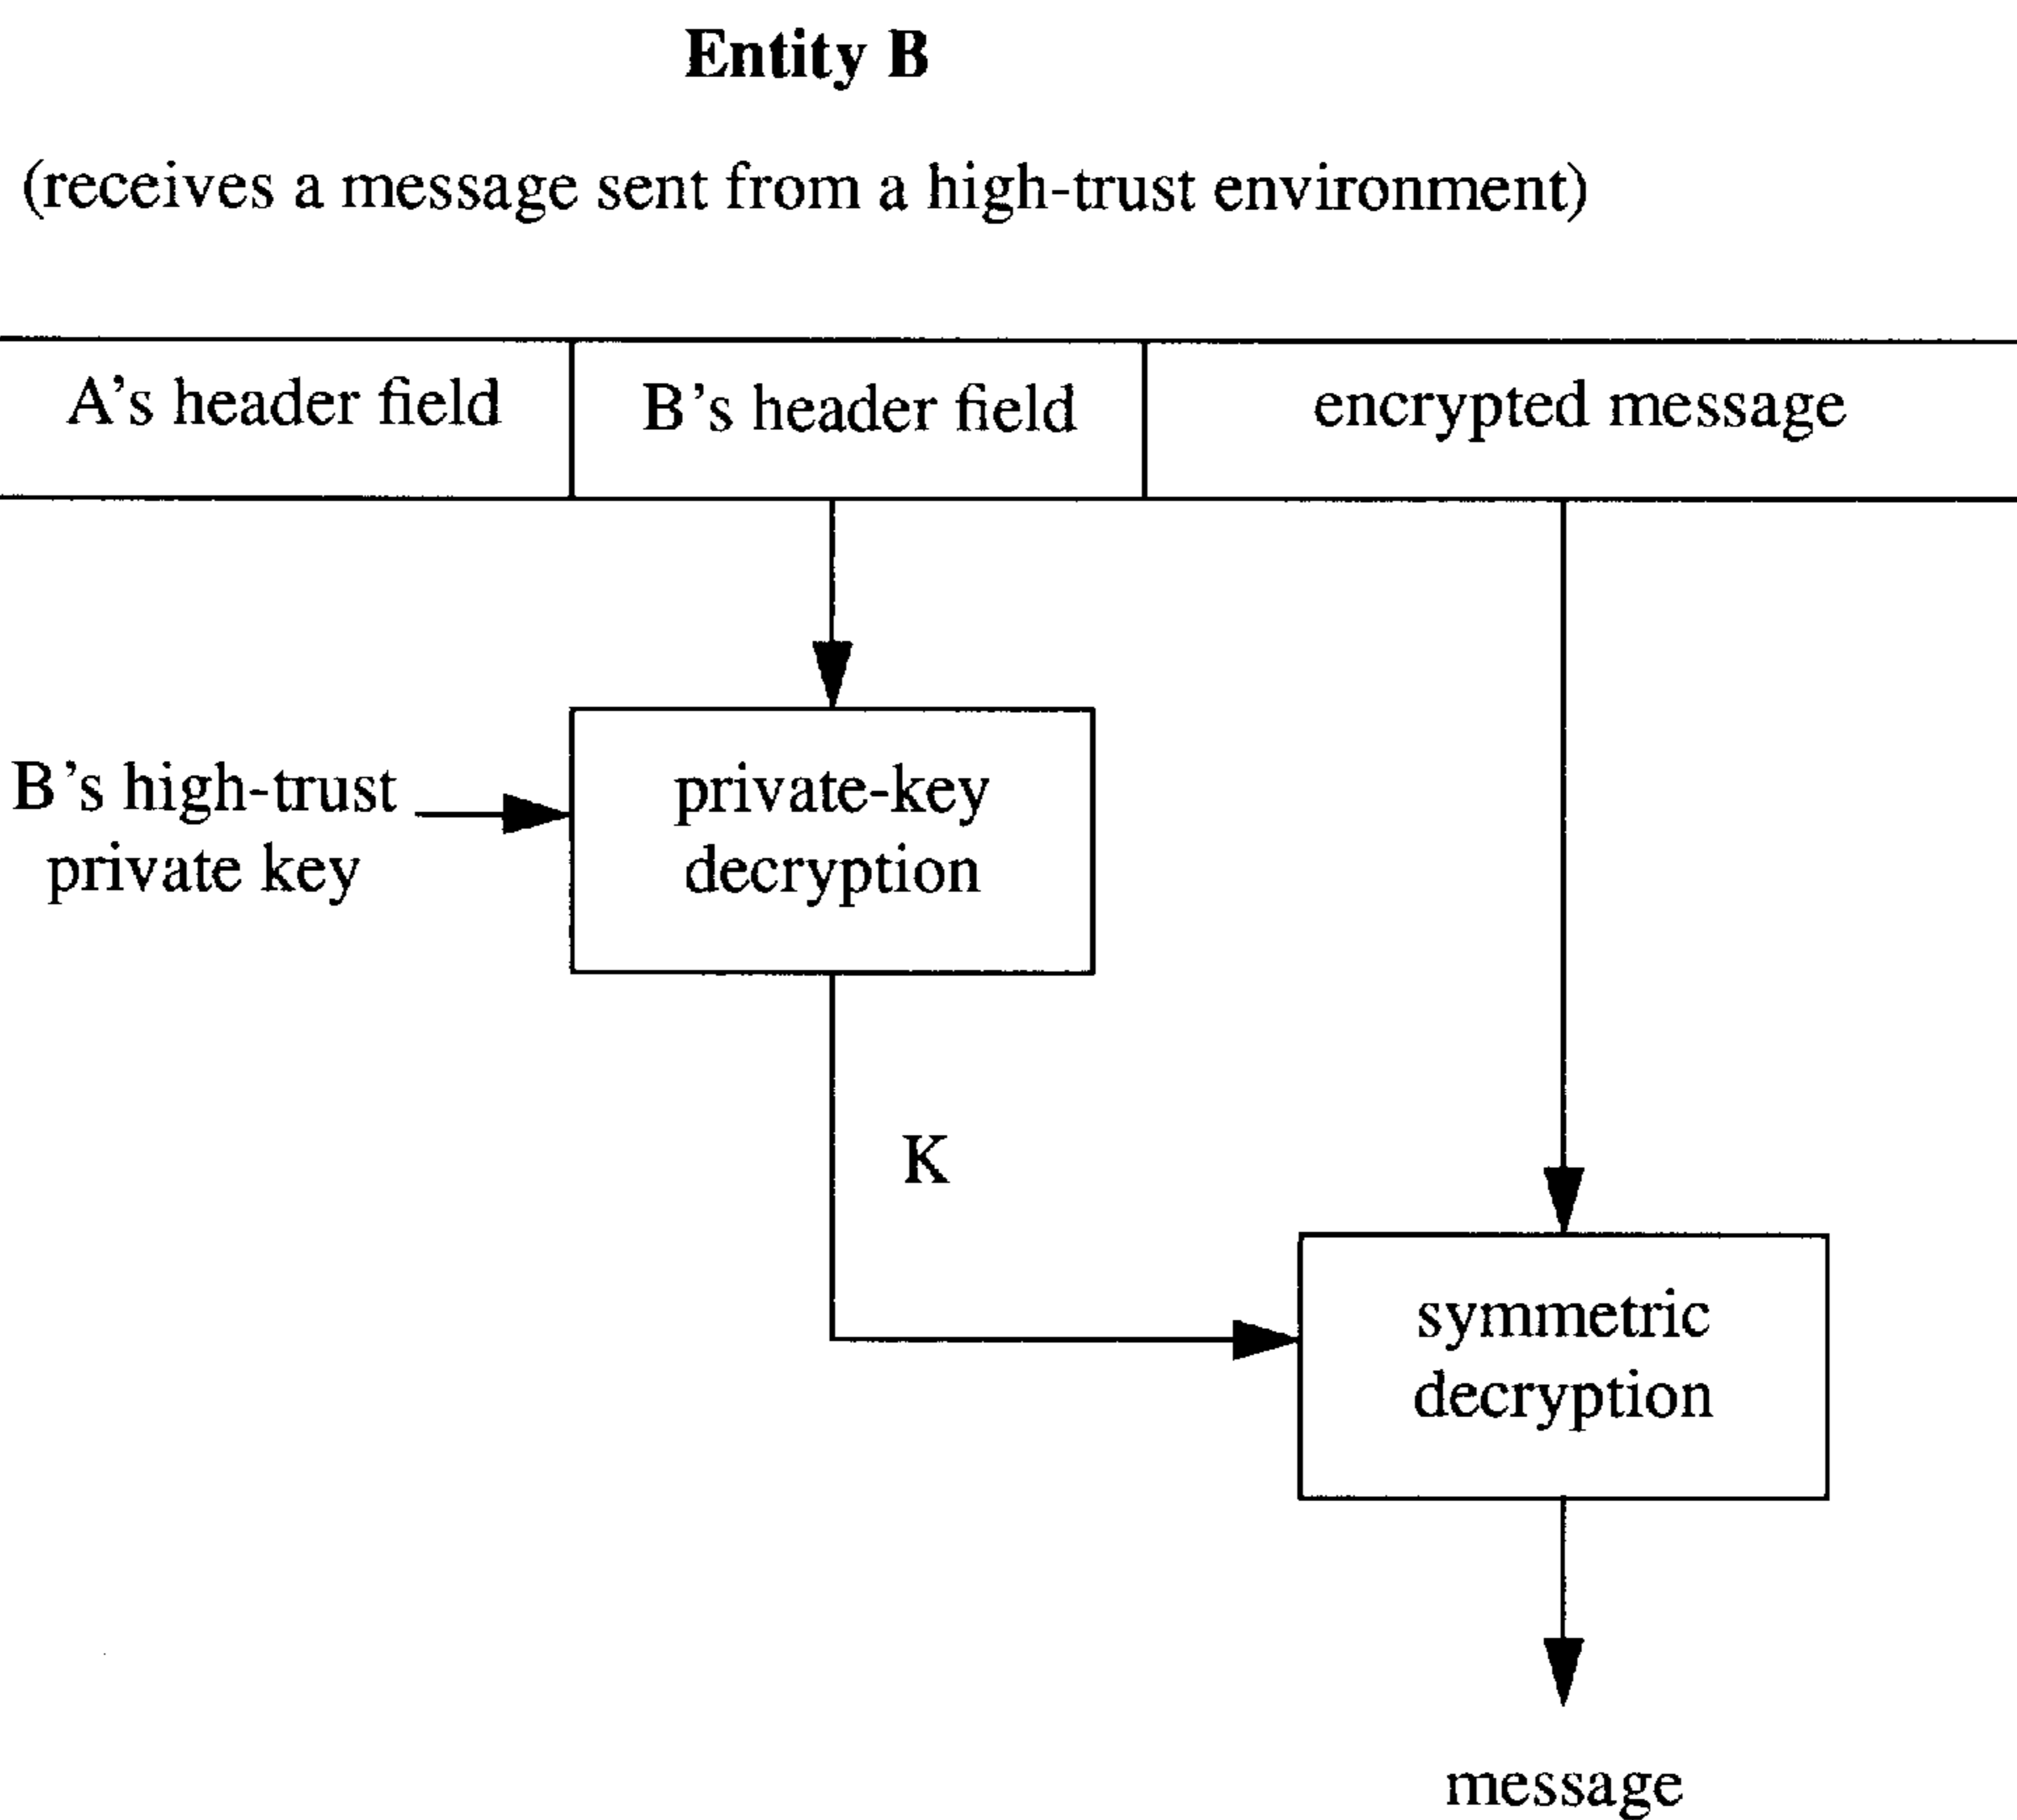 Entity B
(receives a message sent from a high-trust environment)
A’s header field
B’s header field
encrypted message
B’s high-trust
private key
private-key
decryption
K
symmetric
decryption
message